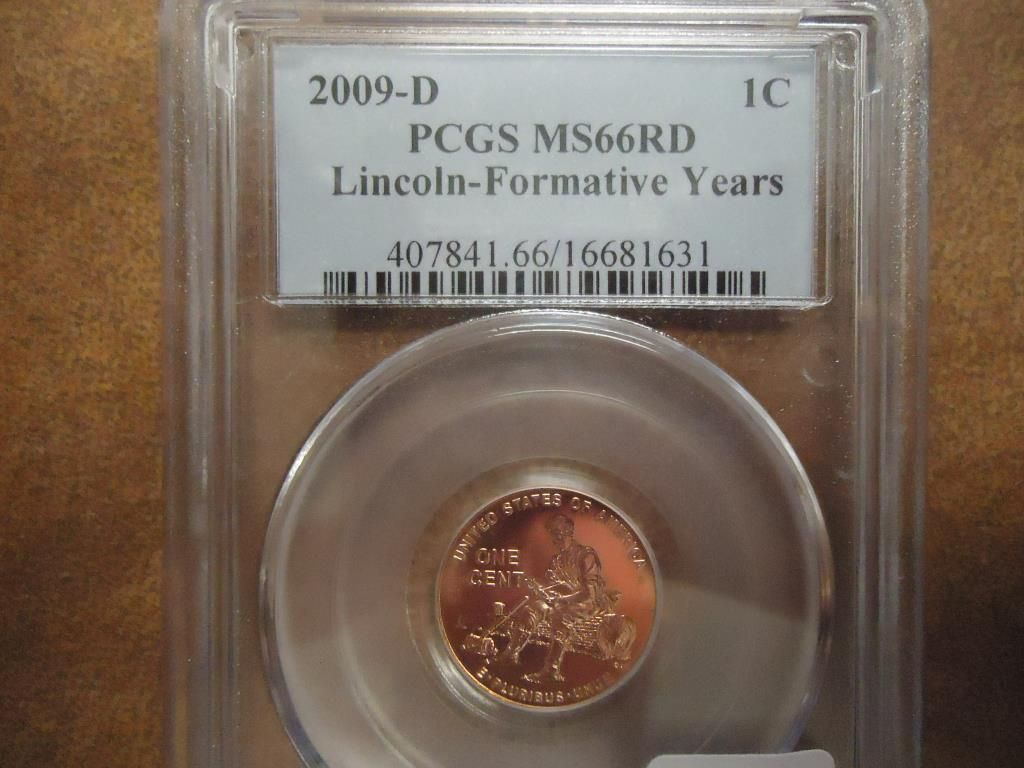 2009-D 1C
PCGS MS66RD
Lincoln-Formative Years
407841.66/16681631
UNITED STATES OF AMERICA
ONE
CENT
E·PLURIBUS·UNUM